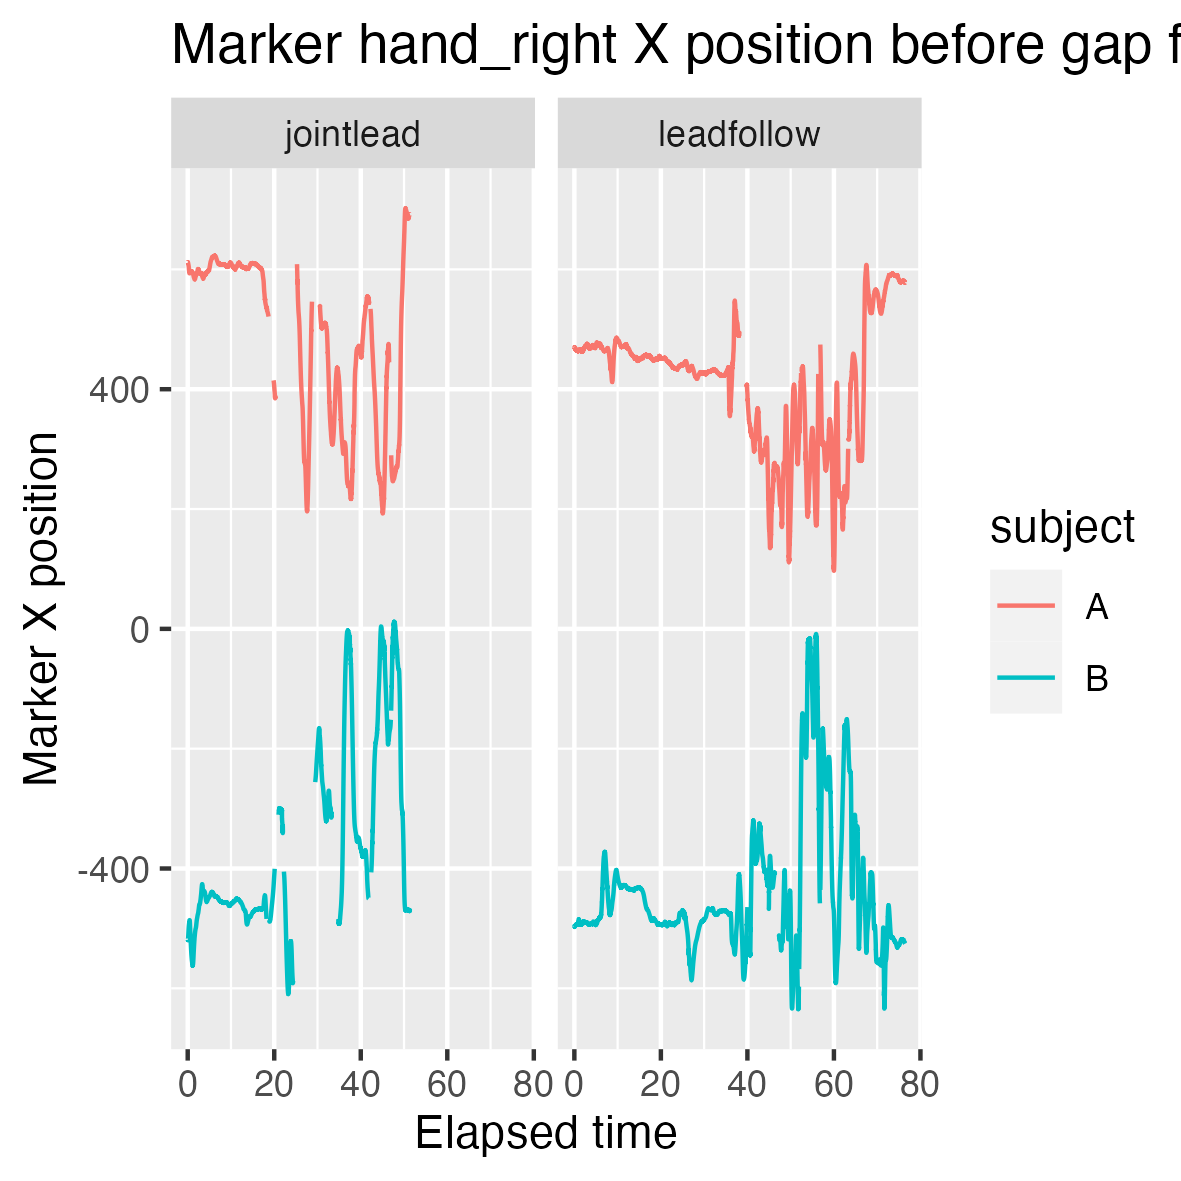 Marker hand_right X position before gap f
jointlead
leadfollow
400
0
-400
Marker X position
0 20 40 60 80
0 20 40 60 80
Elapsed time
subject
A
B